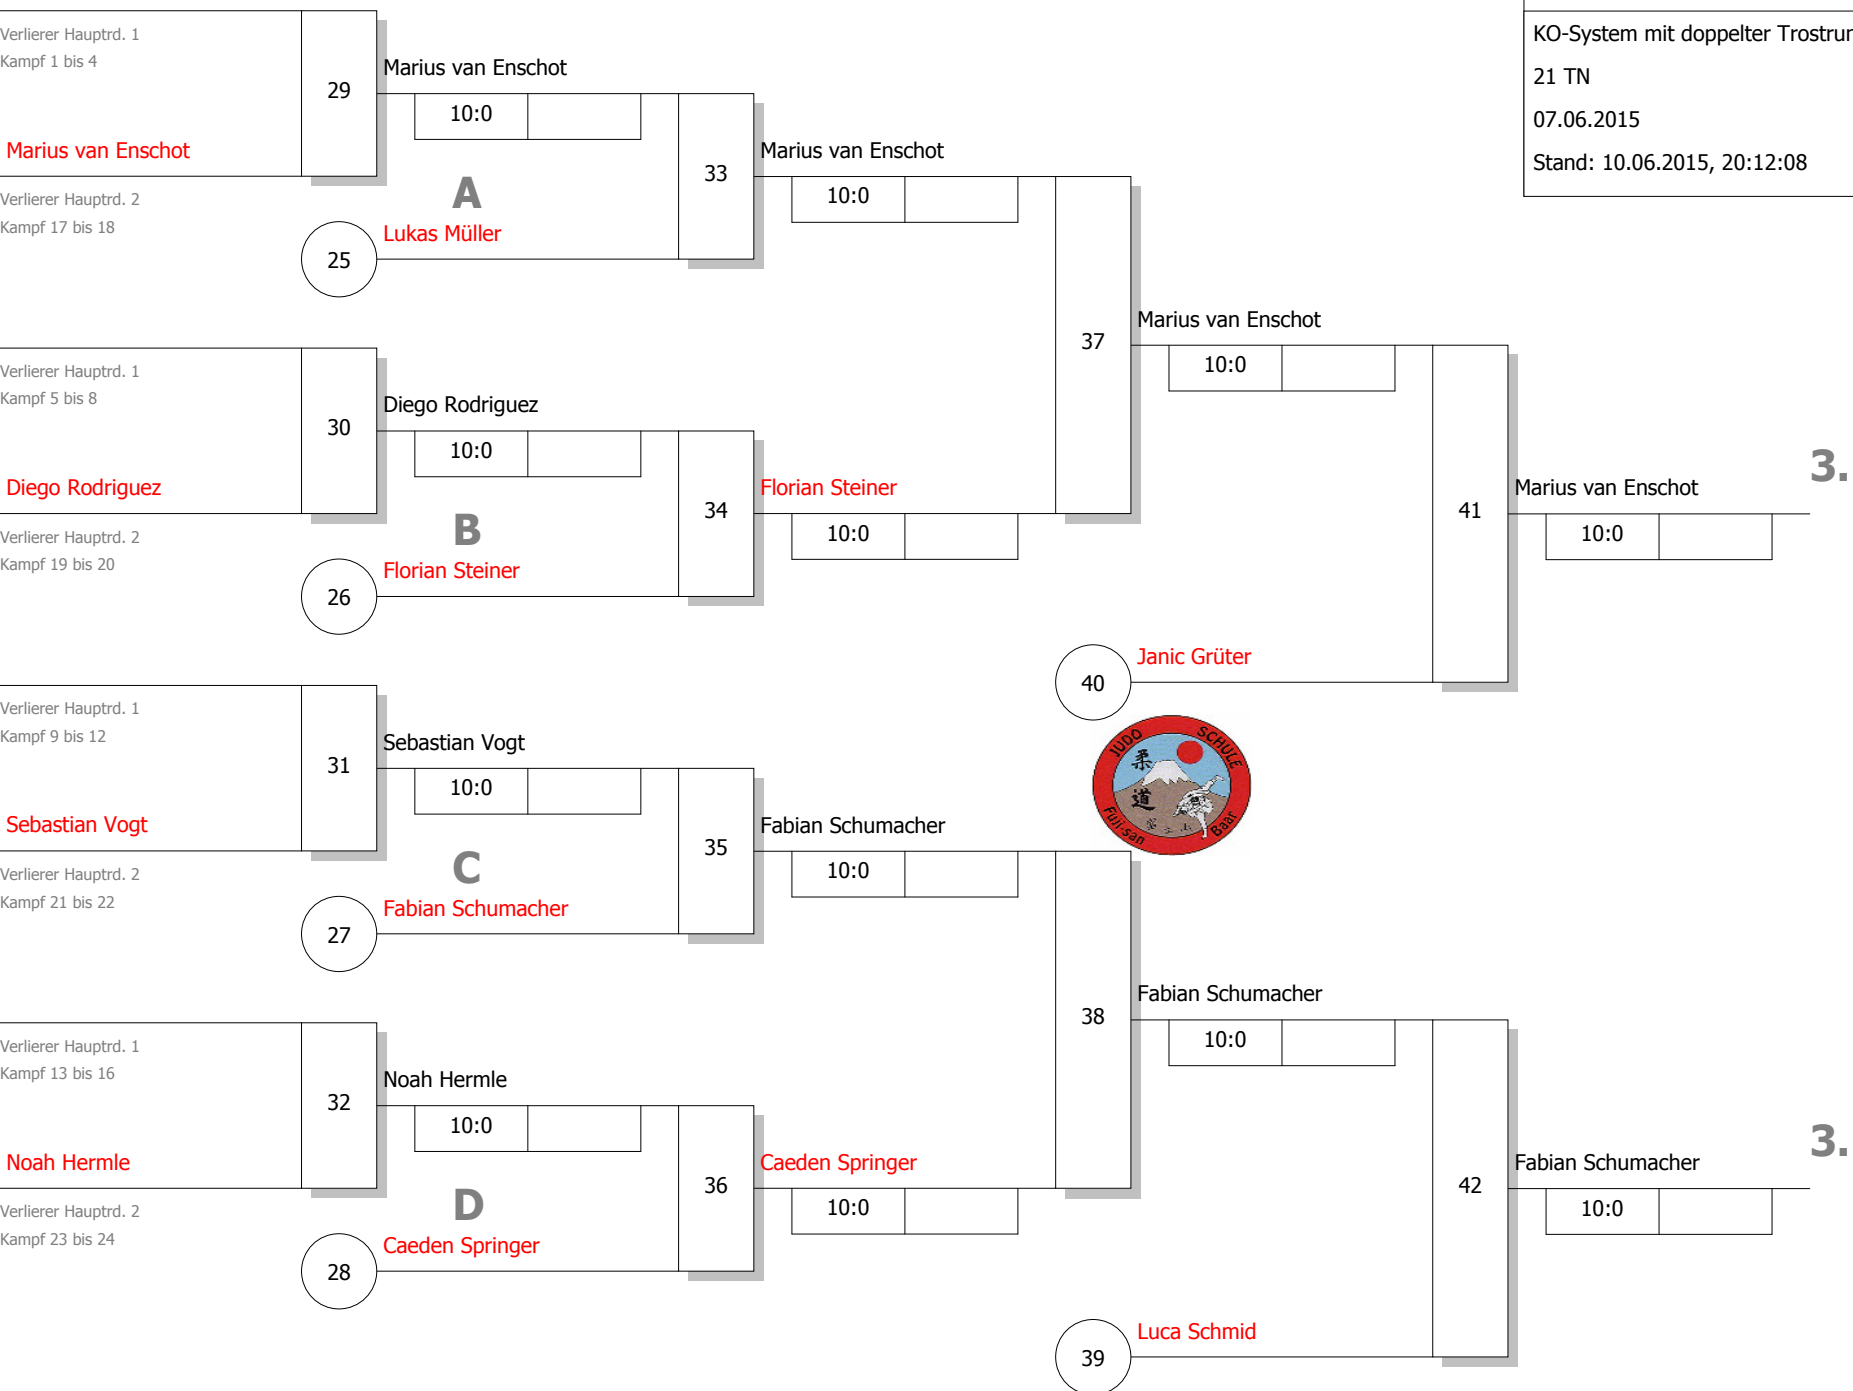 KO-System mit doppelter Trostrun
21 TN
07.06.2015
Stand: 10.06.2015, 20:12:08
Verlierer Hauptrd. 1
Kampf 1 bis 4
29
Marius van Enschot
10:0
Marius van Enschot
Verlierer Hauptrd. 2
Kampf 17 bis 18
A
25
Lukas Müller
33
Marius van Enschot
10:0
Verlierer Hauptrd. 1
Kampf 5 bis 8
30
Diego Rodriguez
10:0
Diego Rodriguez
Verlierer Hauptrd. 2
Kampf 19 bis 20
B
26
Florian Steiner
34
Florian Steiner
10:0
37
Marius van Enschot
10:0
40
Janic Grüter
41
Marius van Enschot
10:0
3.
JUDO SCHULE
柔
道
Fuji-san Baar
Verlierer Hauptrd. 1
Kampf 9 bis 12
31
Sebastian Vogt
10:0
Sebastian Vogt
Verlierer Hauptrd. 2
Kampf 21 bis 22
C
27
Fabian Schumacher
35
Fabian Schumacher
10:0
Verlierer Hauptrd. 1
Kampf 13 bis 16
32
Noah Hermle
10:0
Noah Hermle
Verlierer Hauptrd. 2
Kampf 23 bis 24
D
28
Caeden Springer
36
Caeden Springer
10:0
38
Fabian Schumacher
10:0
39
Luca Schmid
42
Fabian Schumacher
10:0
3.